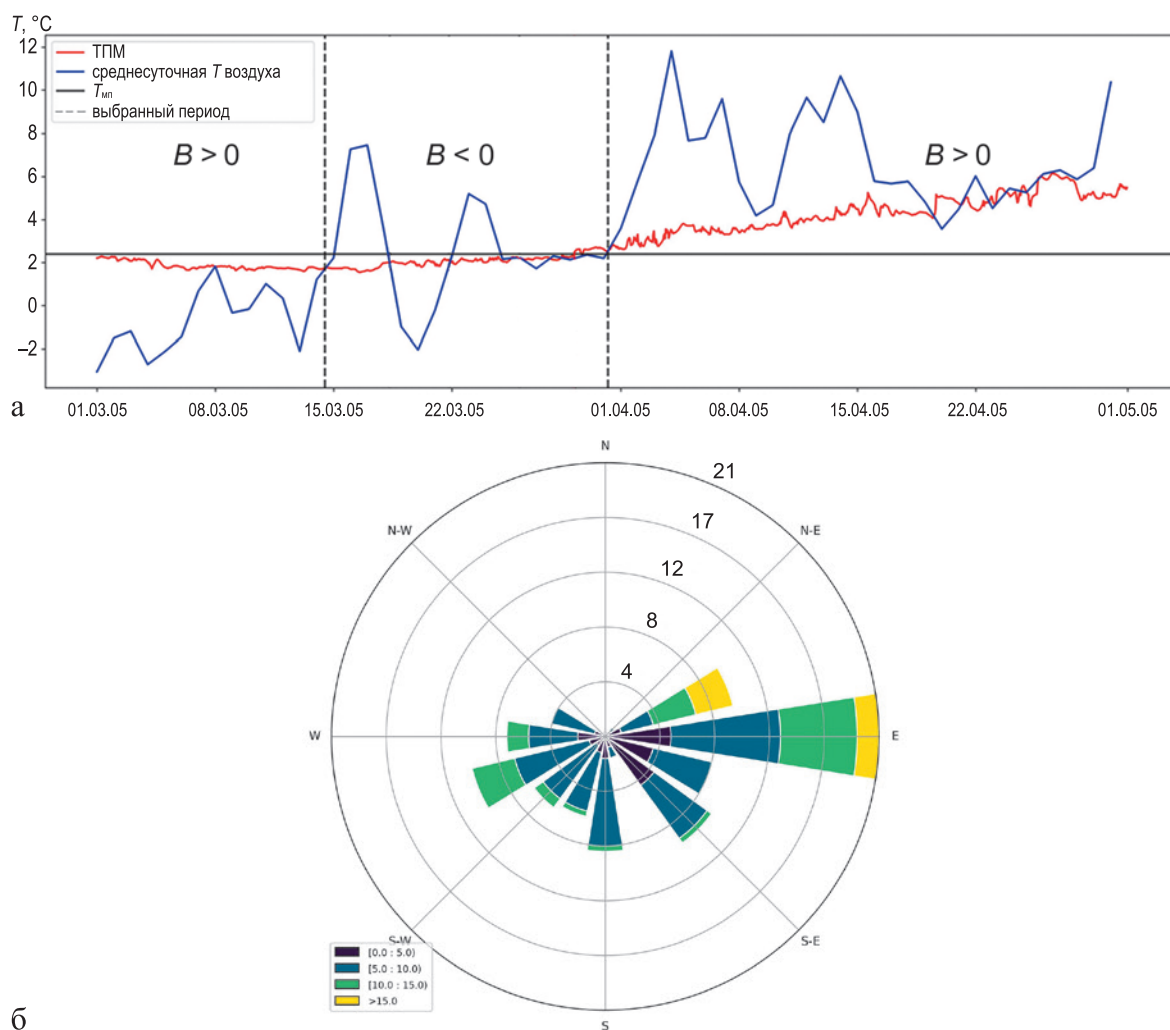 T, °C
12
10
8
6
4
2
0
–2
ТПМ
среднесуточная T воздуха
Tмп
выбранный период
B > 0
B < 0
B > 0
01.03.05 08.03.05 15.03.05 22.03.05 01.04.05 08.04.05 15.04.05 22.04.05 01.05.05
а
N
21
17
12
8
4
N-W
N-E
W
E
S-W
S-E
S
[0.0 : 5.0)
[5.0 : 10.0)
[10.0 : 15.0)
>15.0
б